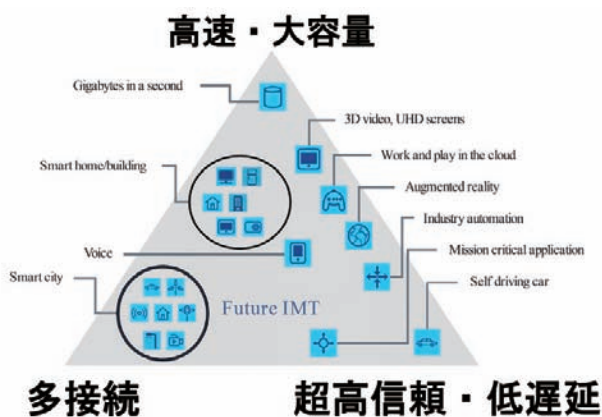 高速・大容量
Gigabytes in a second
3D video, UHD screens
Smart home/building
Work and play in the cloud
Augmented reality
Industry automation
Voice
Mission critical application
Smart city
Self driving car
Future IMT
多接続
超高信頼・低遅延